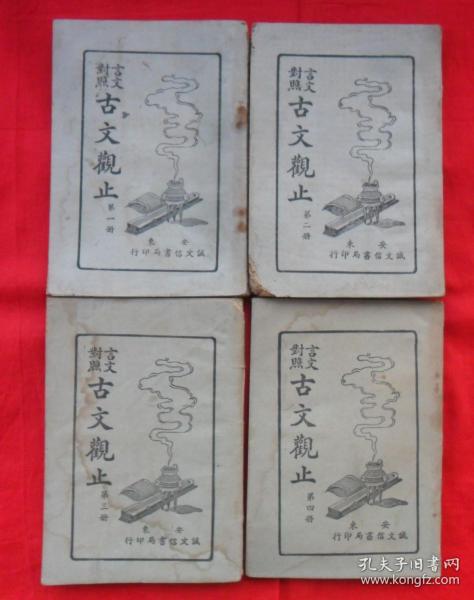 言文對照
古文觀止
第一册
安東
誠文信書局印行
言文對照
古文觀止
第二册
安東
誠文信書局印行
言文對照
古文觀止
第三册
安東
誠文信書局印行
言文對照
古文觀止
第四册
安東
誠文信書局印行
孔夫子旧书网
www.kongfz.com